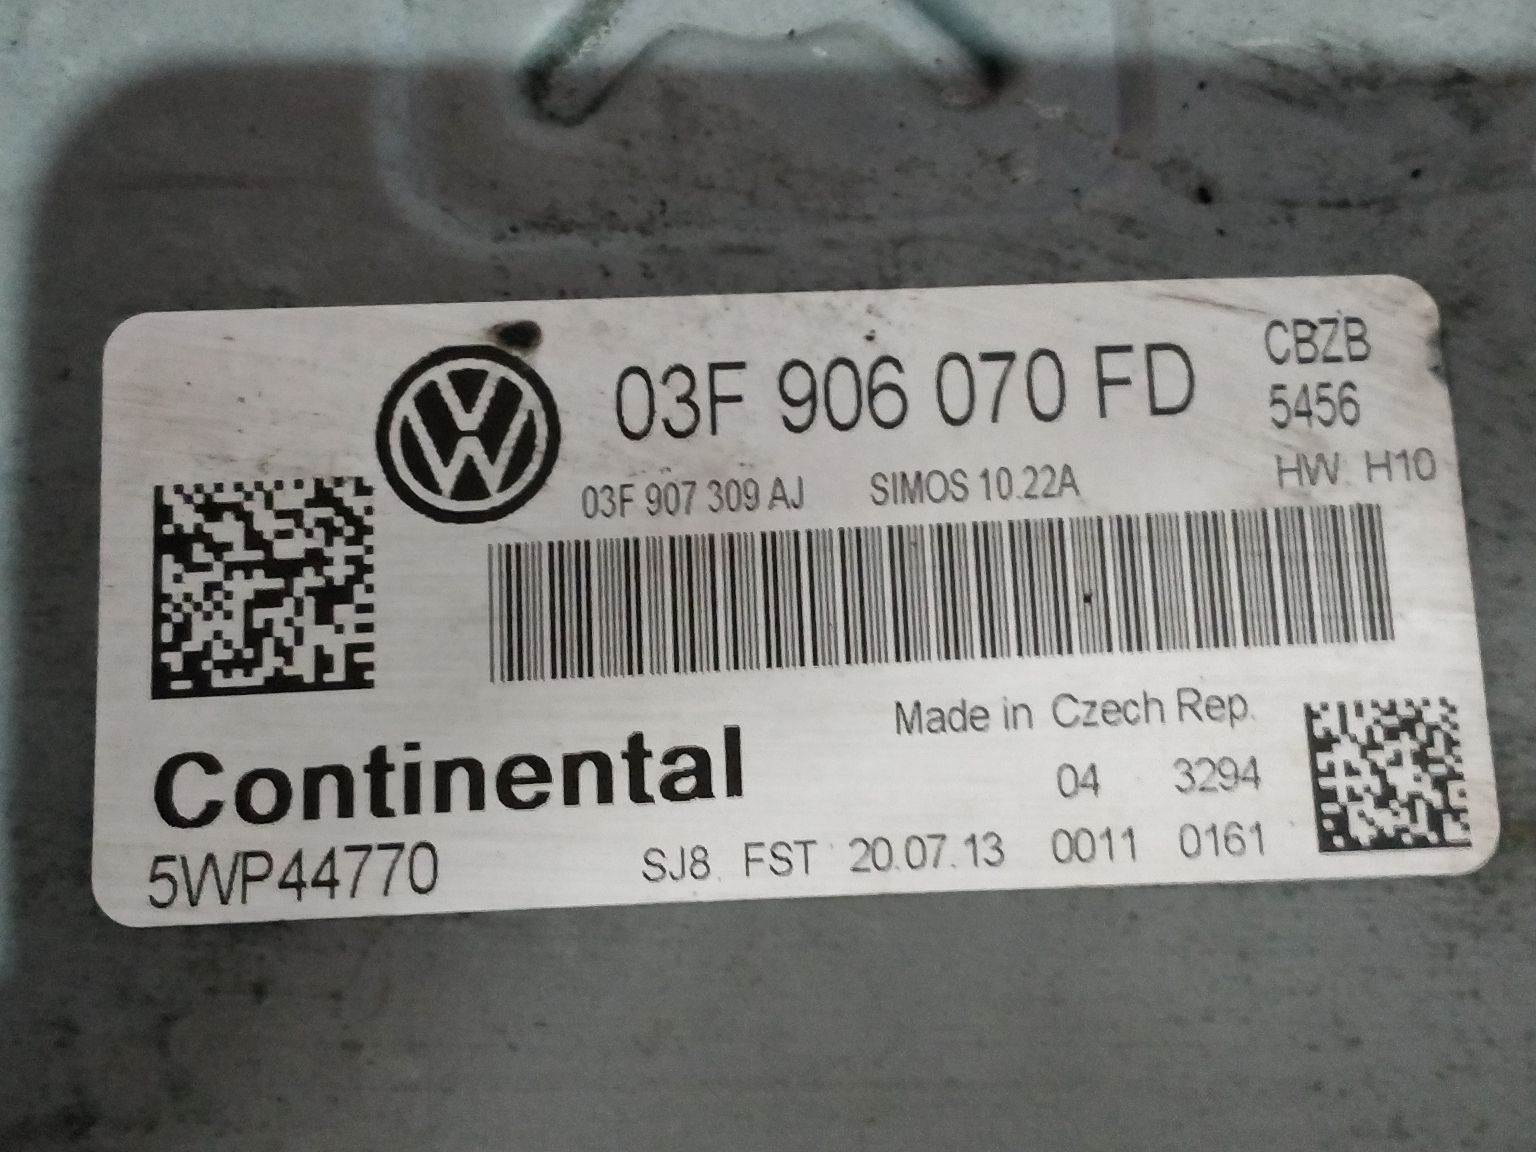 03F 906 070 FD
CBZB
5456
03F 907 309 AJ SIMOS 10.22A HW. H10
Made in Czech Rep.
Continental 04 3294
5WP44770 SJ8. FST 20.07.13 0011 0161